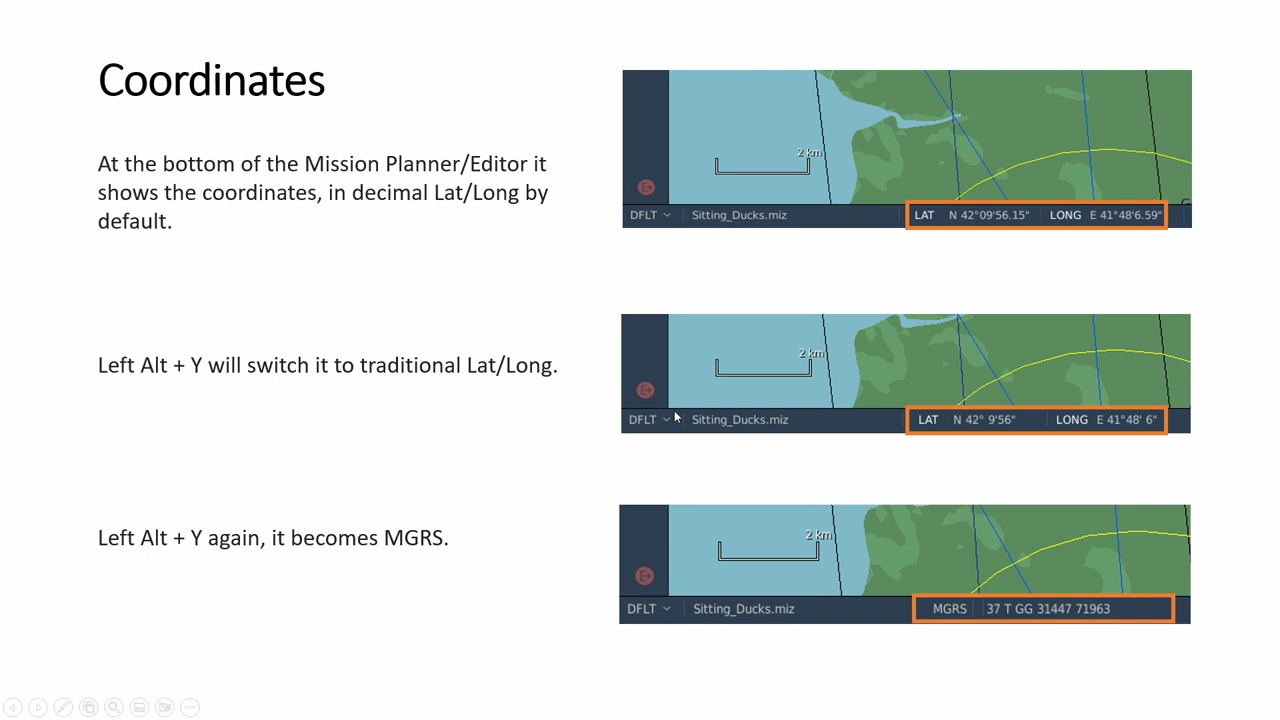 Coordinates
At the bottom of the Mission Planner/Editor it
shows the coordinates, in decimal Lat/Long by
default.
2 km
DFLT Sitting_Ducks.miz LAT N 42°09'56.15" LONG E 41°48'6.59"
Left Alt + Y will switch it to traditional Lat/Long.
2 km
DFLT Sitting_Ducks.miz LAT N 42° 9'56" LONG E 41°48' 6"
Left Alt + Y again, it becomes MGRS.
2 km
DFLT Sitting_Ducks.miz MGRS 37 T GG 31447 71963